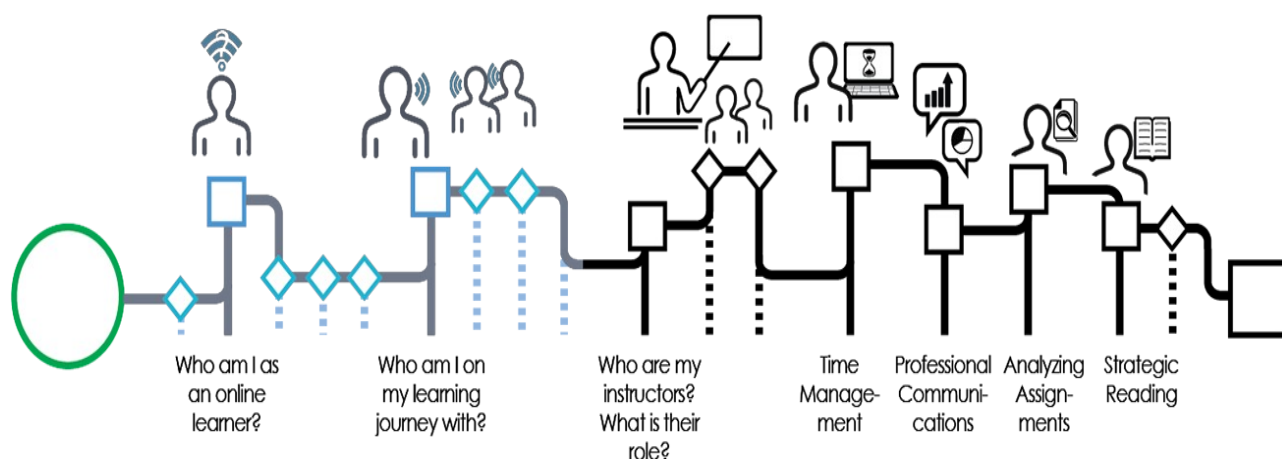 Who am I as
an online
learner?
Who am I on
my learning
journey with?
Who are my
instructors?
What is their
role?
Time
Manage-
ment
Professional
Communi-
cations
Analyzing
Assign-
ments
Strategic
Reading